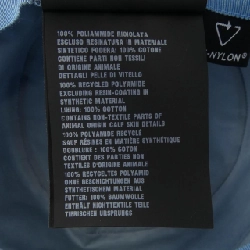 100% POLIAMMIDE RICICLATA
ESCLUSO RESINATURA O MATERIALE
SINTETICO FODERA: 100% COTONE
CONTIENE PARTI NON TESSILI
DI ORIGINE ANIMALE
DETTAGLI PELLE DI VITELLO
100% RECYCLED POLYAMIDE
EXCLUDING RESIN-COATING IN
SYNTHETIC MATERIAL
LINING: 100% COTTON
CONTAINS NON-TEXTILE PARTS OF
ANIMAL ORIGIN CALF SKIN DETAILS
100% POLYAMIDE RECYCLÉ
SAUF RÉSINES EN MATIÈRE SYNTHÉTIQUE
DOUBLURE: 100% COTON
CONTIENT DES PARTIES NON
TEXTILES D'ORIGINE ANIMALE
100% RECYCELTES POLYAMID
OHNE BESCHICHTUNGEN AUS
SYNTHETISCHEM MATERIAL
FUTTER: 100% BAUMWOLLE
ENTHÄLT NICHTTEXTILE TEILE
TIERISCHEN URSPRUNGS
-NYLON®